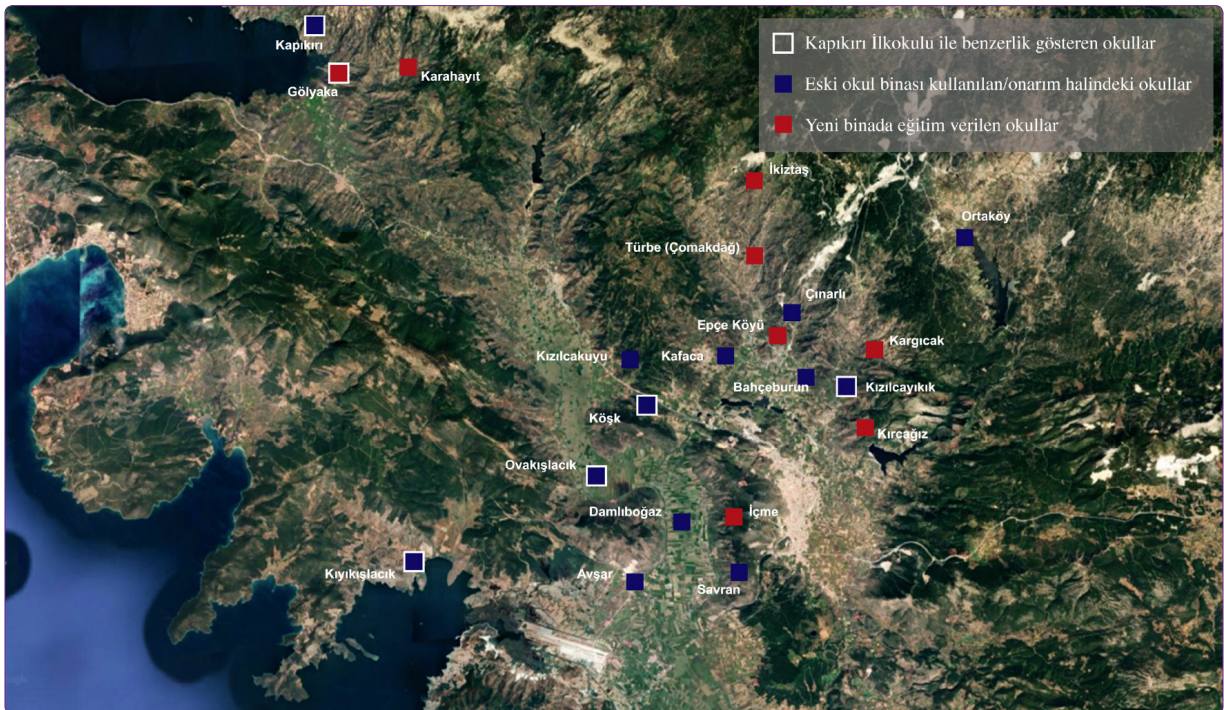 Kapıkırı İlkokulu ile benzerlik gösteren okullar
Eski okul binası kullanılan/onarım halindeki okullar
Yeni binada eğitim verilen okullar
Kapıkırı
Gölyaka
Karahayıt
İkiztaş
Ortaköy
Türbe (Çomakdağ)
Çınarlı
Epçe Köyü
Kargıcak
Kızılcakuyu
Kafaca
Bahçeburun
Kızılcayıkık
Köşk
Kırcağız
Ovakışlacık
Damlıboğaz
İçme
Kıyıkışlacık
Avşar
Savran